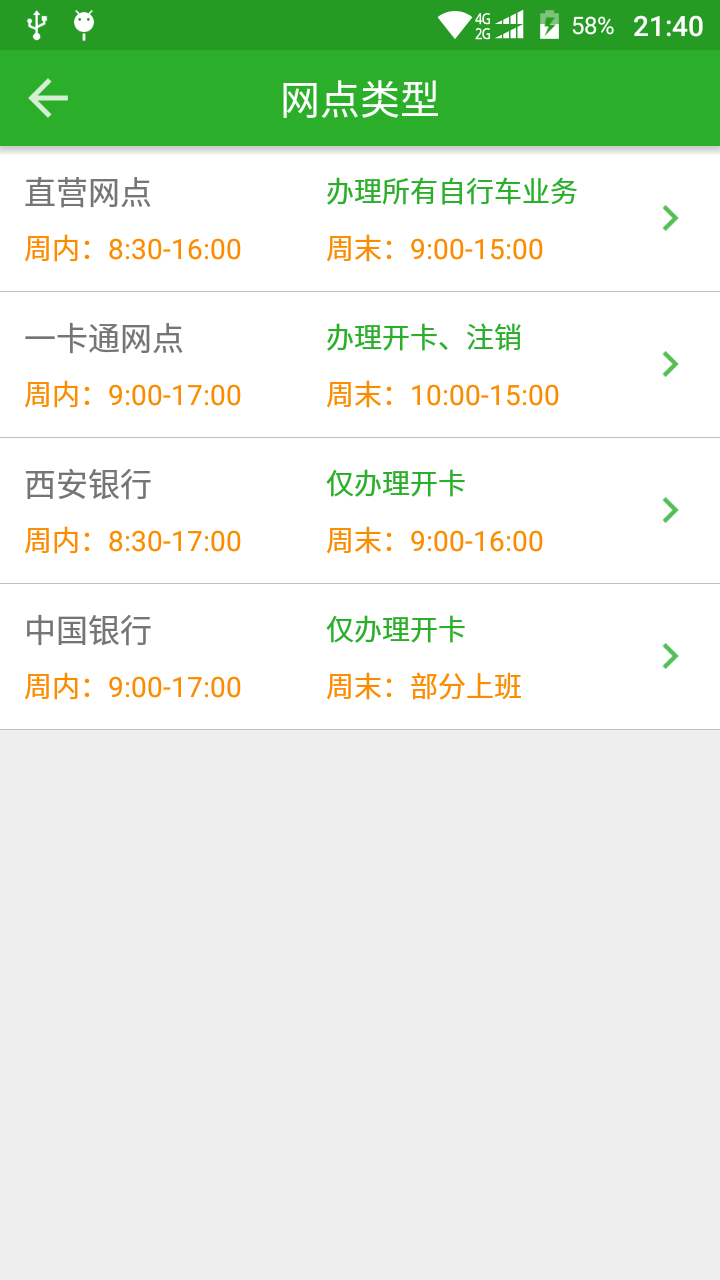 4G
2G
58%
21:40
网点类型
直营网点
办理所有自行车业务
周内：8:30-16:00
周末：9:00-15:00
一卡通网点
办理开卡、注销
周内：9:00-17:00
周末：10:00-15:00
西安银行
仅办理开卡
周内：8:30-17:00
周末：9:00-16:00
中国银行
仅办理开卡
周内：9:00-17:00
周末：部分上班